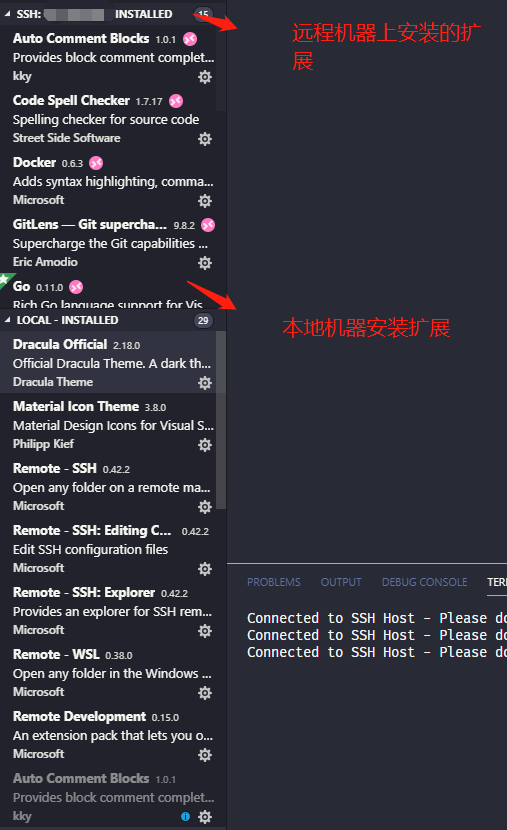 SSH: INSTALLED 15
远程机器上安装的扩
展
Auto Comment Blocks 1.0.1
Provides block comment complet...
kky
Code Spell Checker 1.7.17
Spelling checker for source code
Street Side Software
Docker 0.6.3
Adds syntax highlighting, comma...
Microsoft
GitLens — Git supercha... 9.8.2
Supercharge the Git capabilities ...
Eric Amodio
Go 0.11.0
Rich Go language support for Vis
LOCAL - INSTALLED 29
本地机器安装扩展
Dracula Official 2.18.0
Official Dracula Theme. A dark th...
Dracula Theme
Material Icon Theme 3.8.0
Material Design Icons for Visual S...
Philipp Kief
Remote - SSH 0.42.2
Open any folder on a remote ma...
Microsoft
Remote - SSH: Editing C... 0.42.2
Edit SSH configuration files
Microsoft
Remote - SSH: Explorer 0.42.2
Provides an explorer for SSH rem...
Microsoft
Remote - WSL 0.38.0
Open any folder in the Windows ...
Microsoft
Remote Development 0.15.0
An extension pack that lets you o...
Microsoft
Auto Comment Blocks 1.0.1
Provides block comment complet...
kky
PROBLEMS OUTPUT DEBUG CONSOLE TER
Connected to SSH Host - Please do
Connected to SSH Host - Please do
Connected to SSH Host - Please do